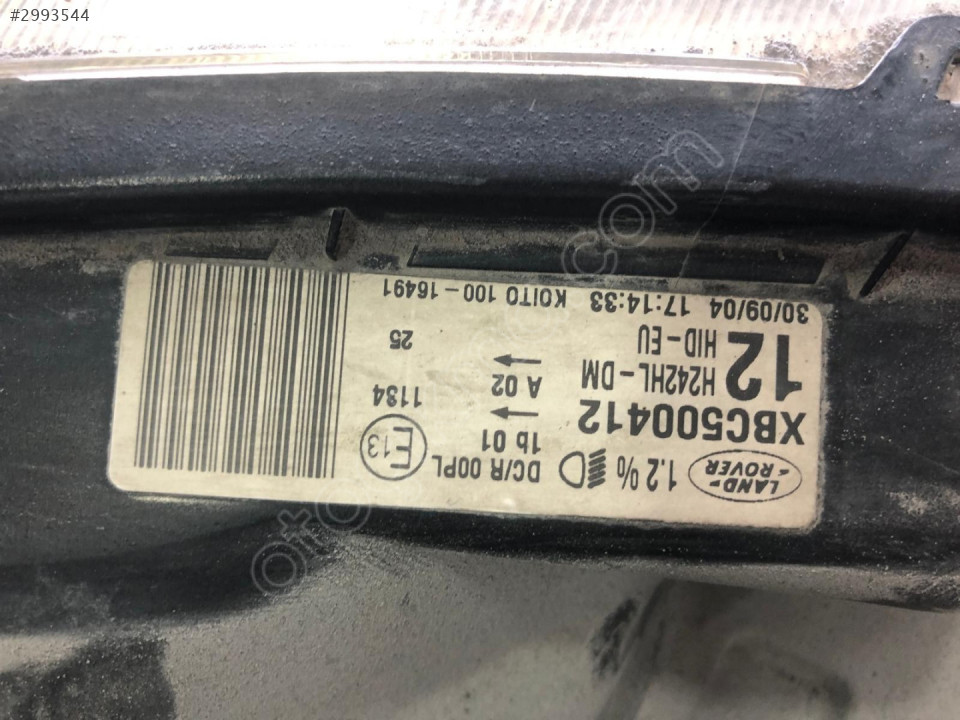 #2993544
LAND-
ROVER
1.2%
DC/R 00PL
E13
XBC500412
1b 01
12
H242HL-DM
A 02
1184
HID-EU
25
30/09/04 17:14:33 KOITO 100-16491